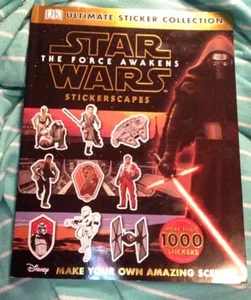 DK ULTIMATE STICKER COLLECTION
STAR
THE FORCE AWAKENS
WARS
STICKERSCAPES
MORE THAN
1000
STICKERS
Disney
MAKE YOUR OWN AMAZING